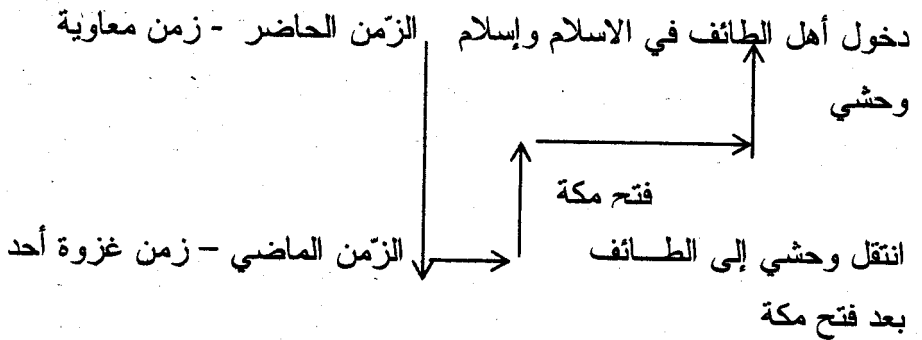 دخول أهل الطائف في الاسلام وإسلام الزّمن الحاضر - زمن معاوية
وحشي
فتح مكة
انتقل وحشي إلى الطـــائف الزّمن الماضي – زمن غزوة أحد
بعد فتح مكة